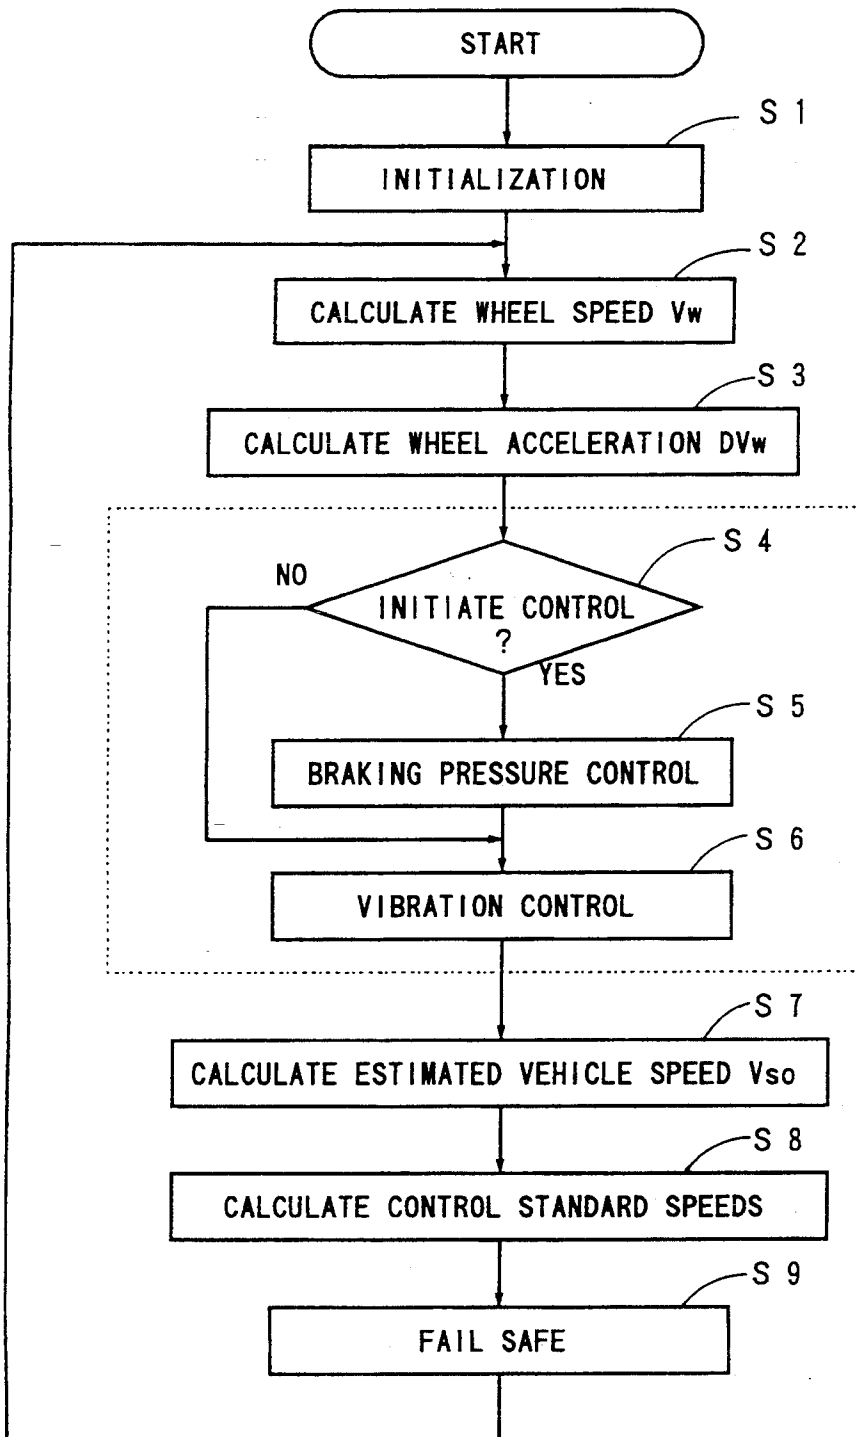 START
S 1
INITIALIZATION
S 2
CALCULATE WHEEL SPEED Vw
S 3
CALCULATE WHEEL ACCELERATION DVw
S 4
NO
INITIATE CONTROL
?
YES
S 5
BRAKING PRESSURE CONTROL
S 6
VIBRATION CONTROL
S 7
CALCULATE ESTIMATED VEHICLE SPEED Vso
S 8
CALCULATE CONTROL STANDARD SPEEDS
S 9
FAIL SAFE